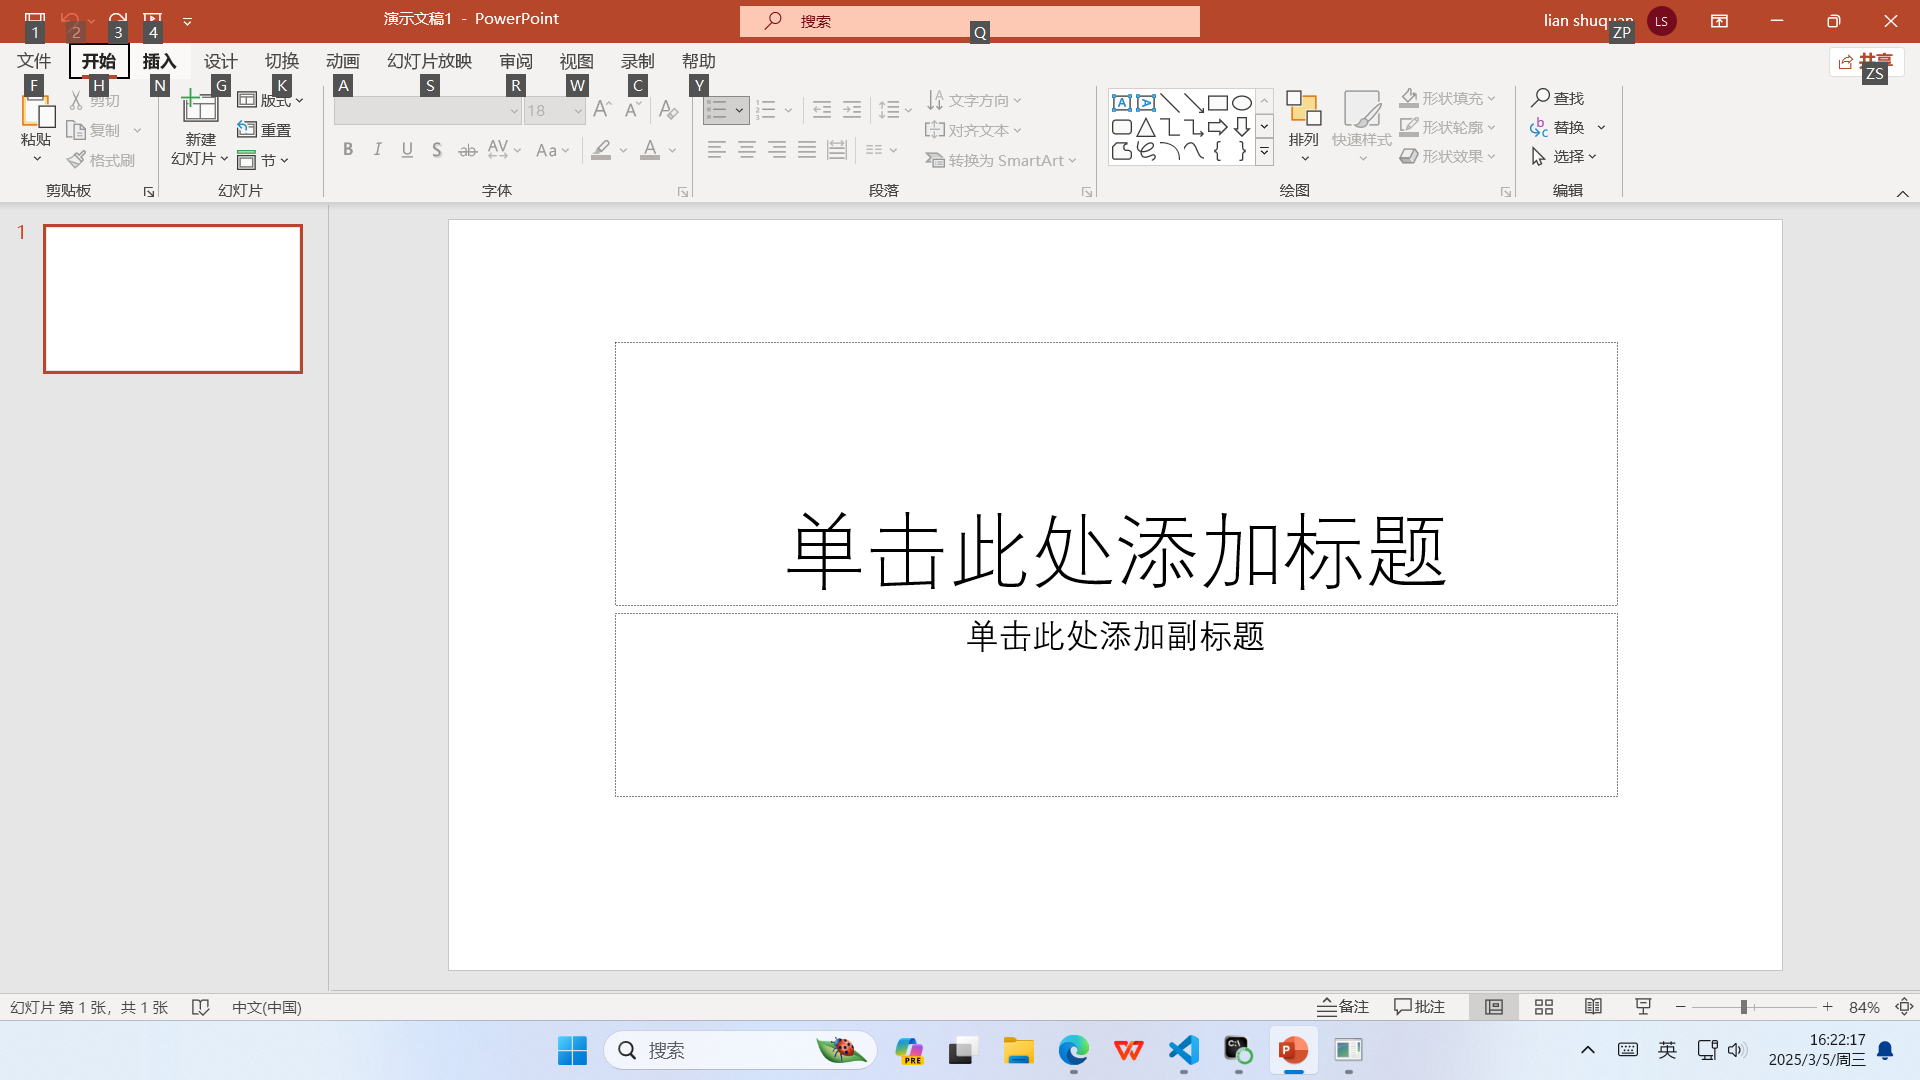 演示文稿1 - PowerPoint
搜索
lian shuquan
LS
1
2
3
4
Q
ZP
文件
开始
插入
设计
切换
动画
幻灯片放映
审阅
视图
录制
帮助
共享
F
H
N
G
K
A
S
R
W
C
Y
ZS
粘贴
剪切
复制
格式刷
剪贴板
新建
幻灯片
版式
重置
节
幻灯片
18
字体
文字方向
对齐文本
转换为 SmartArt
段落
排列
快速样式
形状填充
形状轮廓
形状效果
绘图
查找
替换
选择
编辑
1
单击此处添加标题
单击此处添加副标题
幻灯片 第 1 张，共 1 张
中文(中国)
备注
批注
84%
搜索
PRE
英
16:22:17
2025/3/5/周三